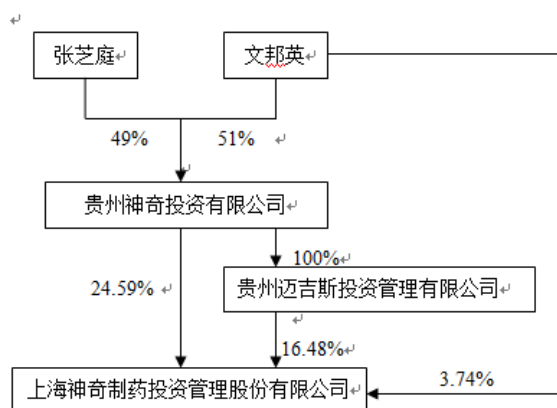 张芝庭 文邦英
49% 51%
贵州神奇投资有限公司
100%
24.59% 贵州迈吉斯投资管理有限公司
16.48%
3.74%
上海神奇制药投资管理股份有限公司